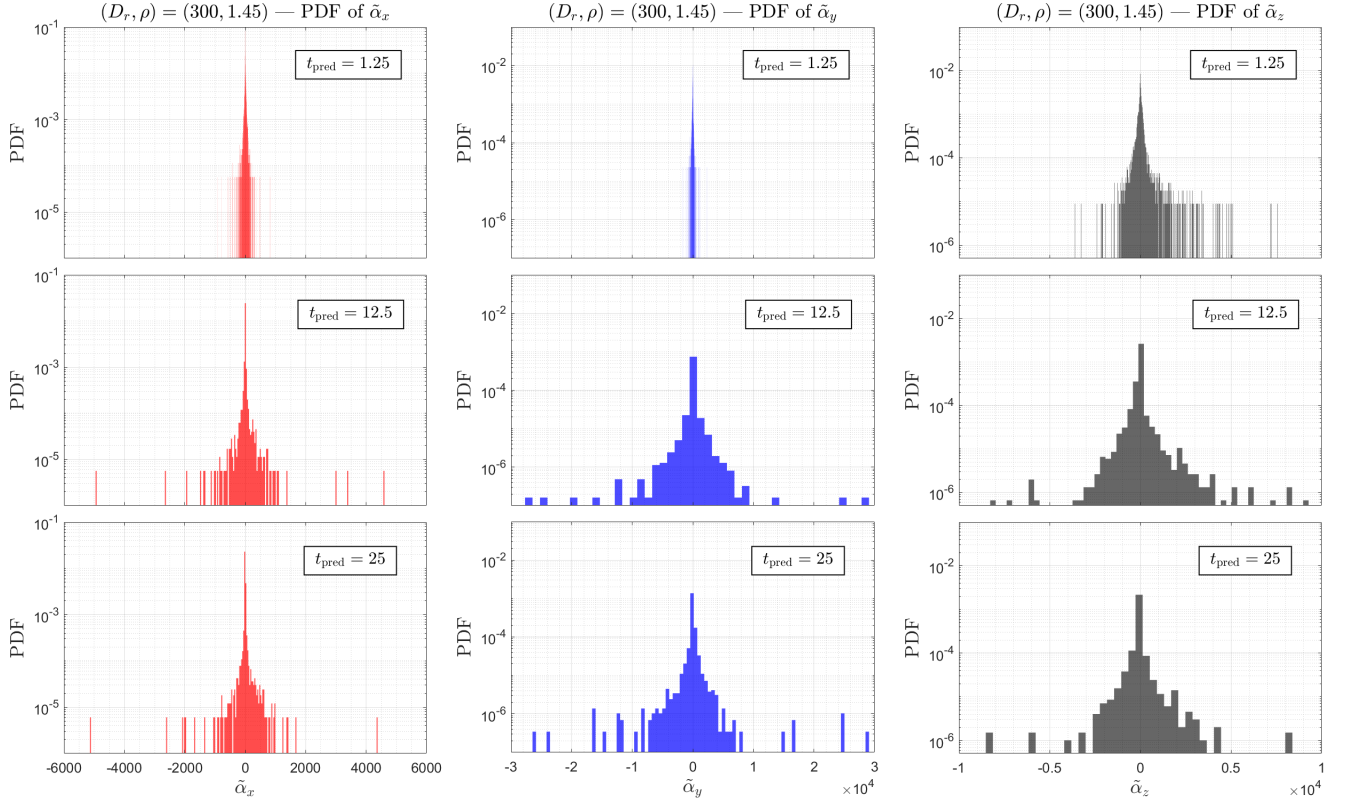 (D_r, ρ) = (300, 1.45) — PDF of α̃_x
(D_r, ρ) = (300, 1.45) — PDF of α̃_y
(D_r, ρ) = (300, 1.45) — PDF of α̃_z
10^-1
10^-3
10^-5
PDF
t_pred = 1.25
10^-2
10^-4
10^-6
PDF
t_pred = 1.25
10^-2
10^-4
10^-6
PDF
t_pred = 1.25
10^-1
10^-3
10^-5
PDF
t_pred = 12.5
10^-2
10^-4
10^-6
PDF
t_pred = 12.5
10^-2
10^-4
10^-6
PDF
t_pred = 12.5
10^-1
10^-3
10^-5
PDF
t_pred = 25
-6000 -4000 -2000 0 2000 4000 6000
α̃_x
10^-2
10^-4
10^-6
PDF
t_pred = 25
-3 -2 -1 0 1 2 3
×10^4
α̃_y
10^-2
10^-4
10^-6
PDF
t_pred = 25
-1 -0.5 0 0.5 1
×10^4
α̃_z